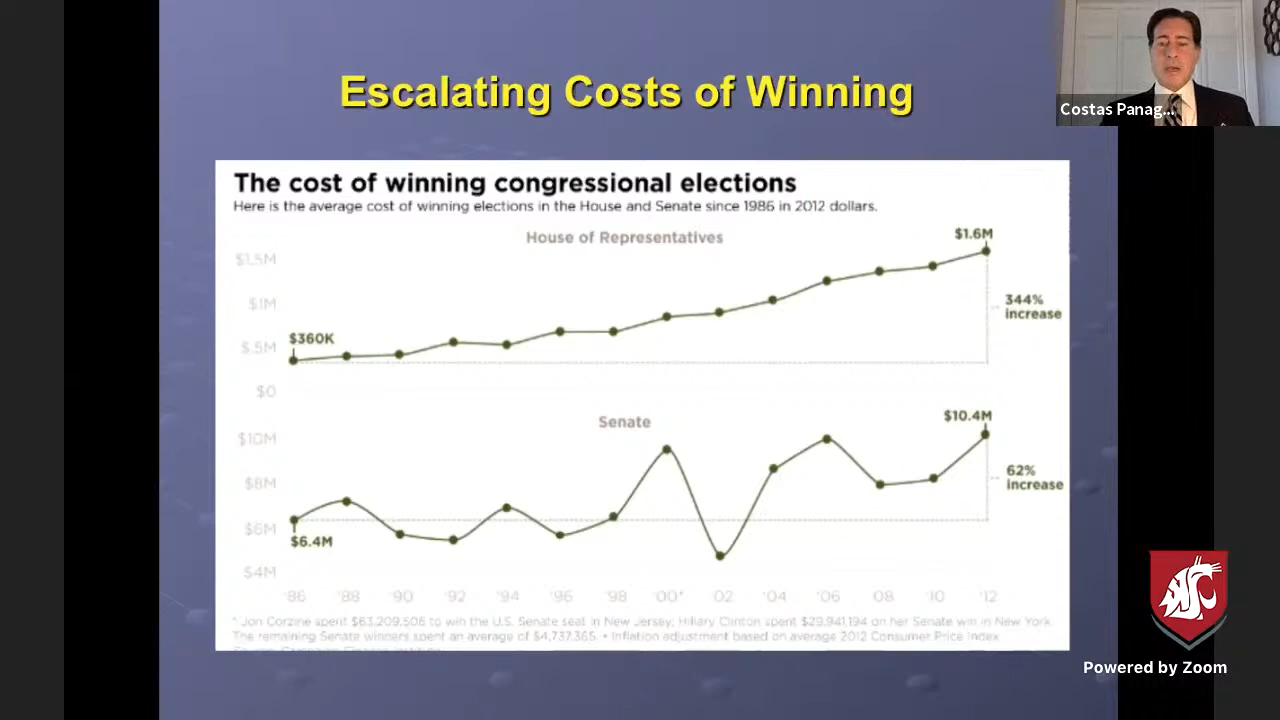 Escalating Costs of Winning
Costas Panag...
The cost of winning congressional elections
Here is the average cost of winning elections in the House and Senate since 1986 in 2012 dollars.
House of Representatives
$1.6M
$1.5M
$1M
344%
increase
$360K
$.5M
$0
Senate
$10.4M
$10M
62%
increase
$8M
$6M
$6.4M
$4M
'86 '88 '90 '92 '94 '96 '98 '00* '02 '04 '06 '08 '10 '12
* Jon Corzine spent $63,209,506 to win the U.S. Senate seat in New Jersey; Hillary Clinton spent $29,941,194 on her Senate win in New York.
The remaining Senate winners spent an average of $4,737,365. • Inflation adjustment based on average 2012 Consumer Price Index
Powered by Zoom